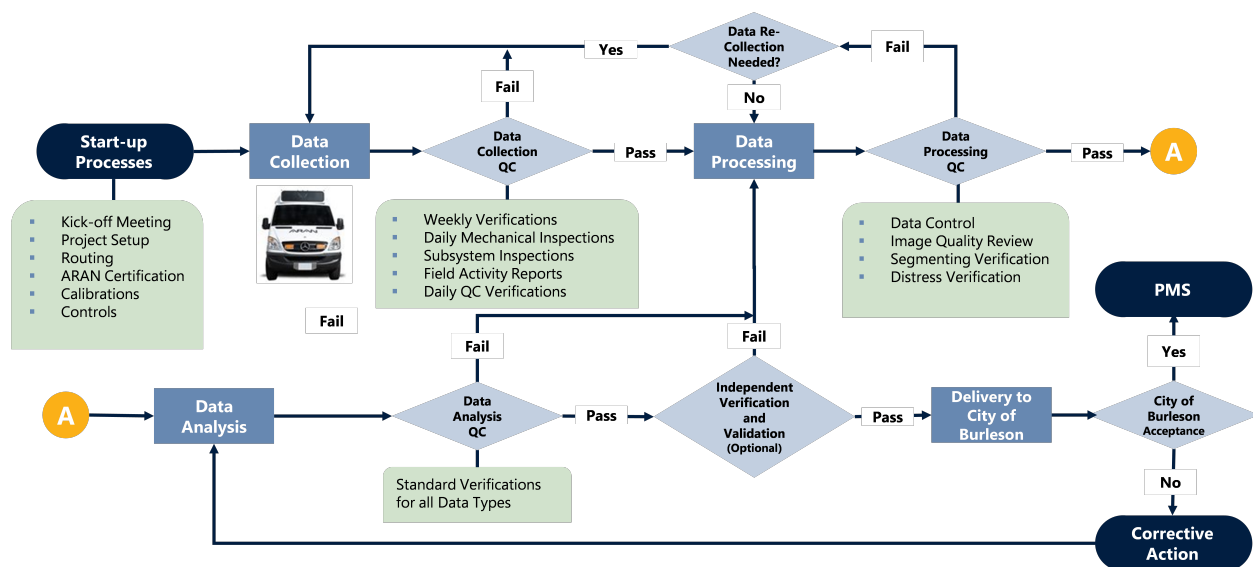 Data Re-
Collection
Needed?
Yes
Fail
Fail
No
Start-up
Processes
Data
Collection
Data
Collection
QC
Pass
Data
Processing
Data
Processing
QC
Pass
A
ARAN
Kick-off Meeting
Project Setup
Routing
ARAN Certification
Calibrations
Controls
Weekly Verifications
Daily Mechanical Inspections
Subsystem Inspections
Field Activity Reports
Daily QC Verifications
Data Control
Image Quality Review
Segmenting Verification
Distress Verification
PMS
Fail
Fail
Fail
Yes
A
Data
Analysis
Data
Analysis
QC
Pass
Independent
Verification
and
Validation
(Optional)
Pass
Delivery to
City of
Burleson
City of
Burleson
Acceptance
Standard Verifications
for all Data Types
No
Corrective
Action